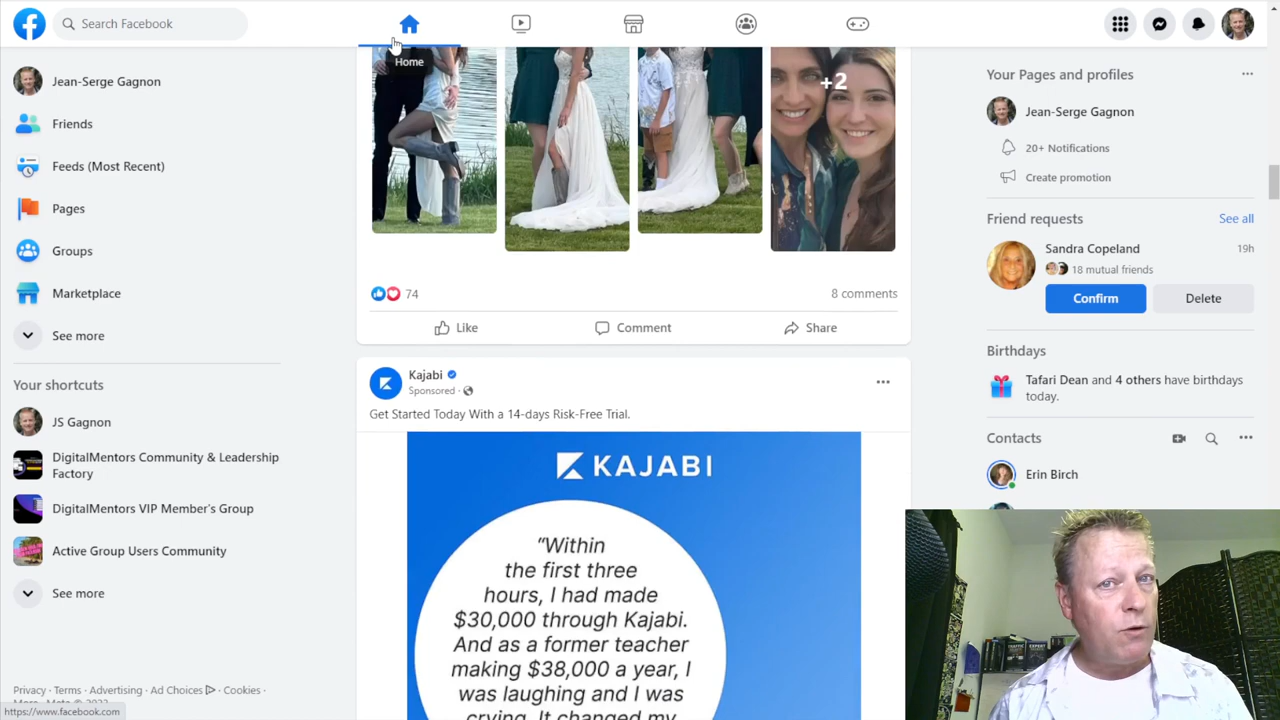 Search Facebook
Home
Jean-Serge Gagnon
Friends
Feeds (Most Recent)
Pages
Groups
Marketplace
See more
Your shortcuts
JS Gagnon
DigitalMentors Community & Leadership
Factory
DigitalMentors VIP Member's Group
Active Group Users Community
See more
Privacy · Terms · Advertising · Ad Choices · Cookies ·
https://www.facebook.com
+2
74
8 comments
Like
Comment
Share
Kajabi
Sponsored ·
Get Started Today With a 14-days Risk-Free Trial.
KAJABI
"Within
the first three
hours, I had made
$30,000 through Kajabi.
And as a former teacher
making $38,000 a year, I
was laughing and I was
crying. It changed my
Your Pages and profiles
Jean-Serge Gagnon
20+ Notifications
Create promotion
Friend requests
See all
Sandra Copeland
19h
18 mutual friends
Confirm
Delete
Birthdays
Tafari Dean and 4 others have birthdays
today.
Contacts
Erin Birch